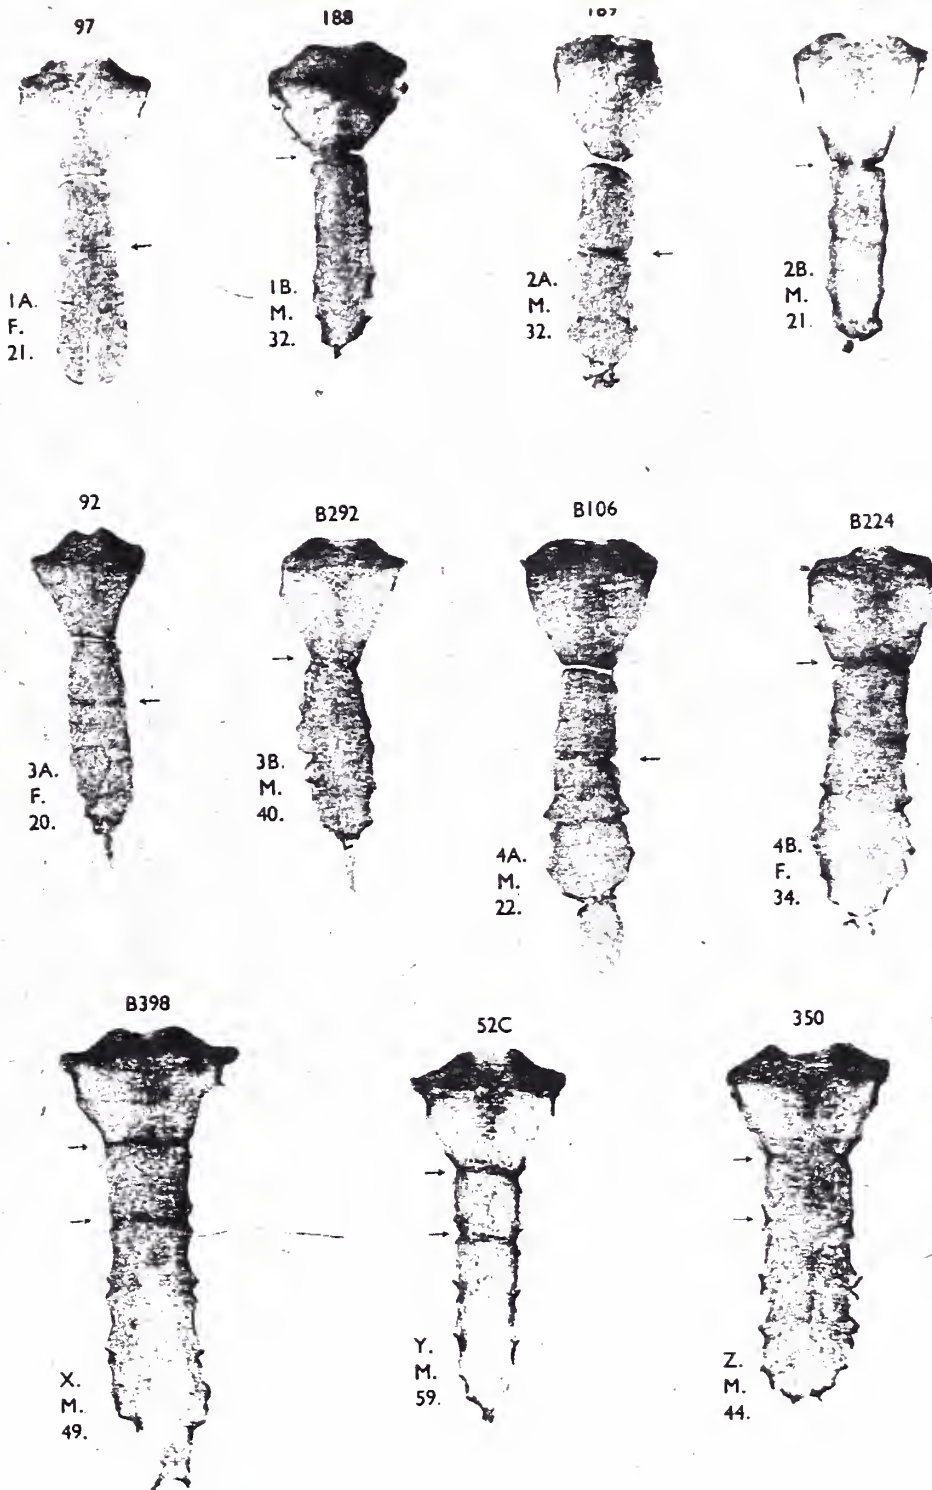 97
188
187
1A.
F.
21.
1B.
M.
32.
2A.
M.
32.
2B.
M.
21.
92
B292
B106
B224
3A.
F.
20.
3B.
M.
40.
4A.
M.
22.
4B.
F.
34.
B398
52C
350
X.
M.
49.
Y.
M.
59.
Z.
M.
44.